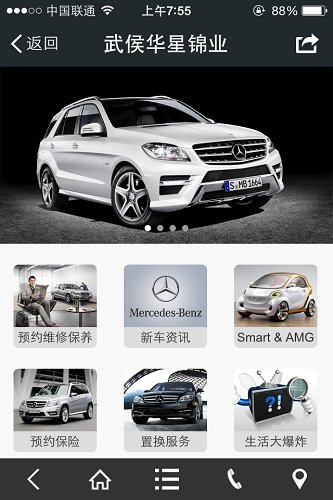 中国联通 上午7:55 88%
返回 武侯华星锦业
S·MB 1664
Mercedes-Benz
预约维修保养 新车资讯 Smart & AMG
?!
预约保险 置换服务 生活大爆炸